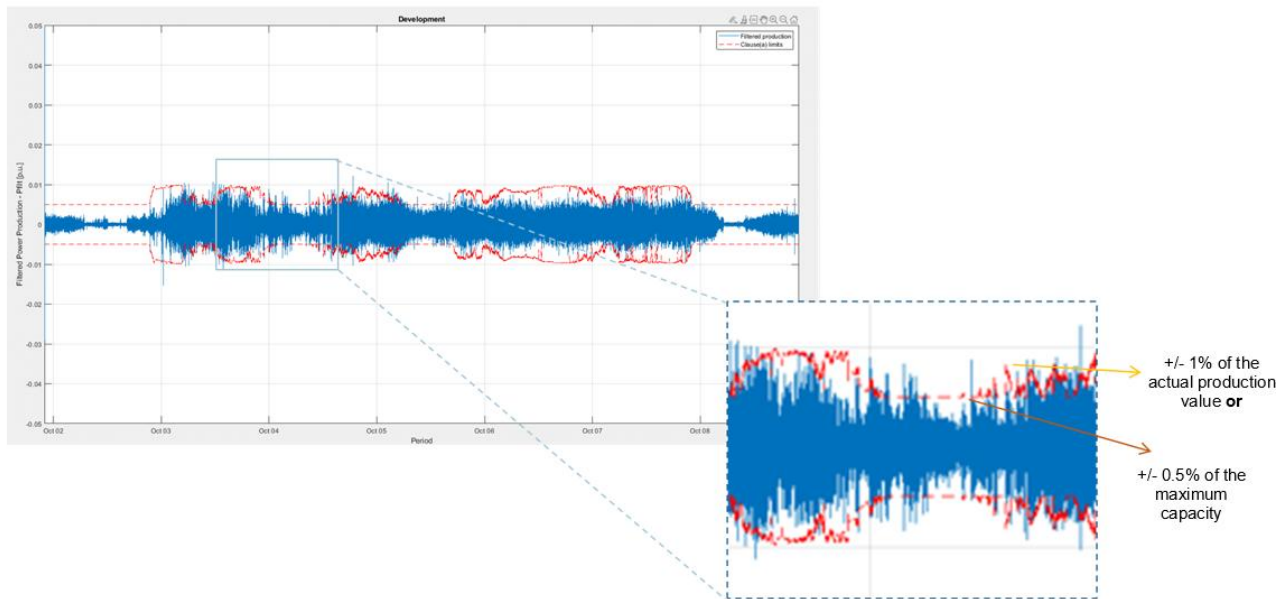 Development
Filtered production
Clause(a) limits
0.05
0.04
0.03
0.02
0.01
0
-0.01
-0.02
-0.03
-0.04
-0.05
Filtered Power Production - Pfilt [p.u.]
Oct 02
Oct 03
Oct 04
Oct 05
Oct 06
Oct 07
Oct 08
Period
+/- 1% of the
actual production
value or
+/- 0.5% of the
maximum
capacity